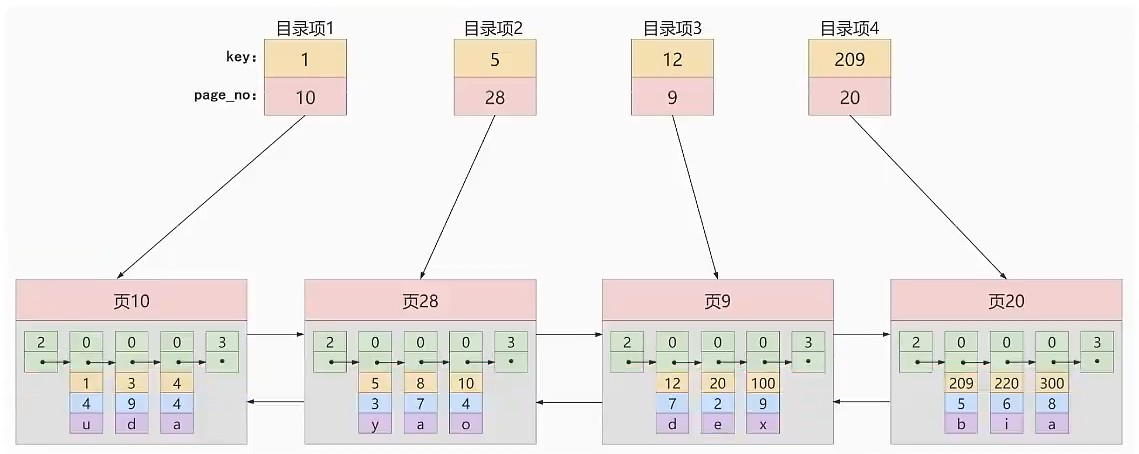 目录项1 目录项2 目录项3 目录项4
key: 1 5 12 209
page_no: 10 28 9 20
页10 页28 页9 页20
2 0 0 0 3 2 0 0 0 3 2 0 0 0 3 2 0 0 0 3
1 3 4 5 8 10 12 20 100 209 220 300
4 9 4 3 7 4 7 2 9 5 6 8
u d a y a o d e x b i a